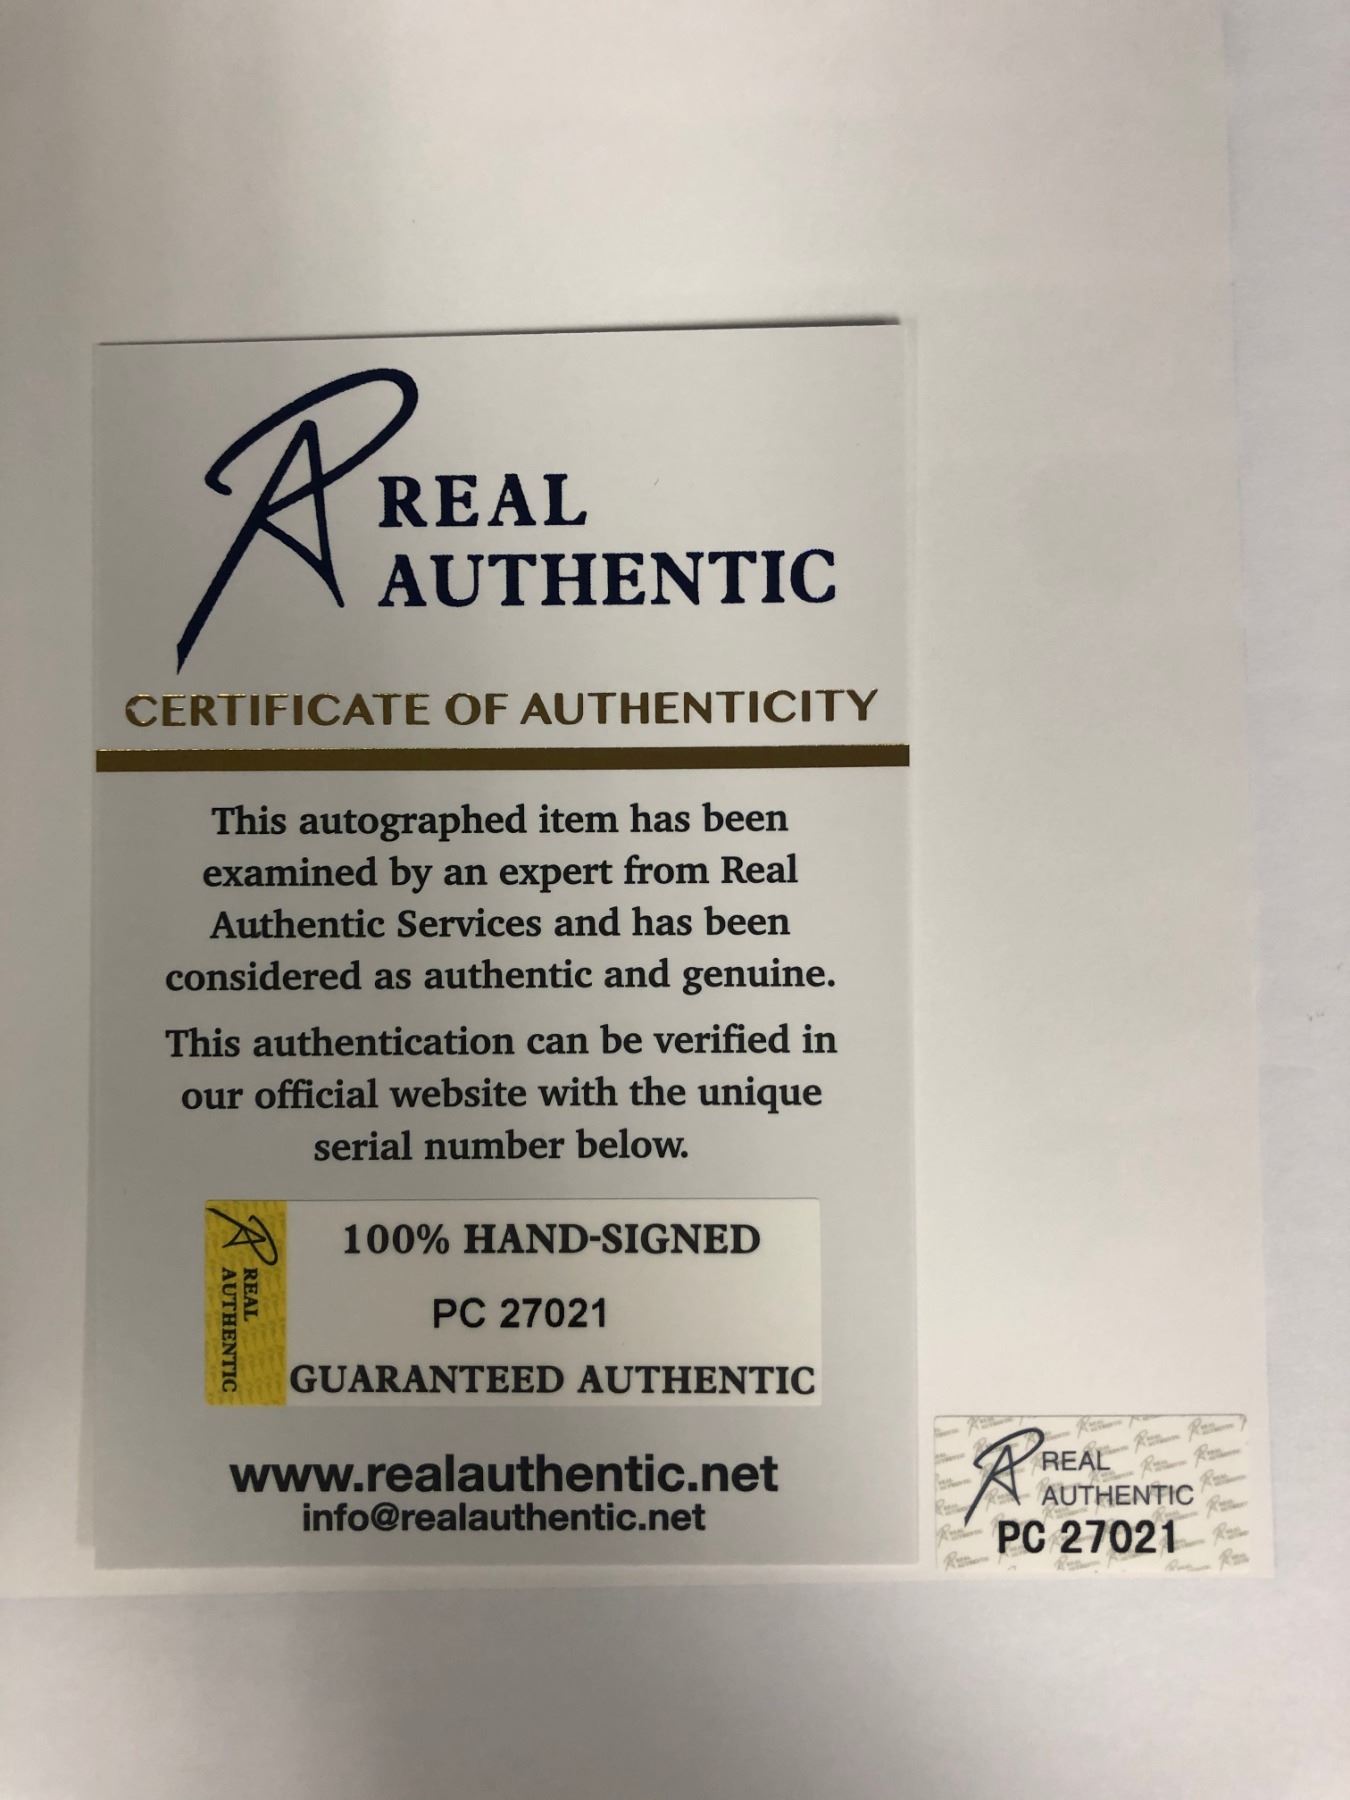 REAL
AUTHENTIC
CERTIFICATE OF AUTHENTICITY
This autographed item has been
examined by an expert from Real
Authentic Services and has been
considered as authentic and genuine.
This authentication can be verified in
our official website with the unique
serial number below.
REAL
AUTHENTIC
100% HAND-SIGNED
PC 27021
GUARANTEED AUTHENTIC
www.realauthentic.net
info@realauthentic.net
REAL
AUTHENTIC
PC 27021